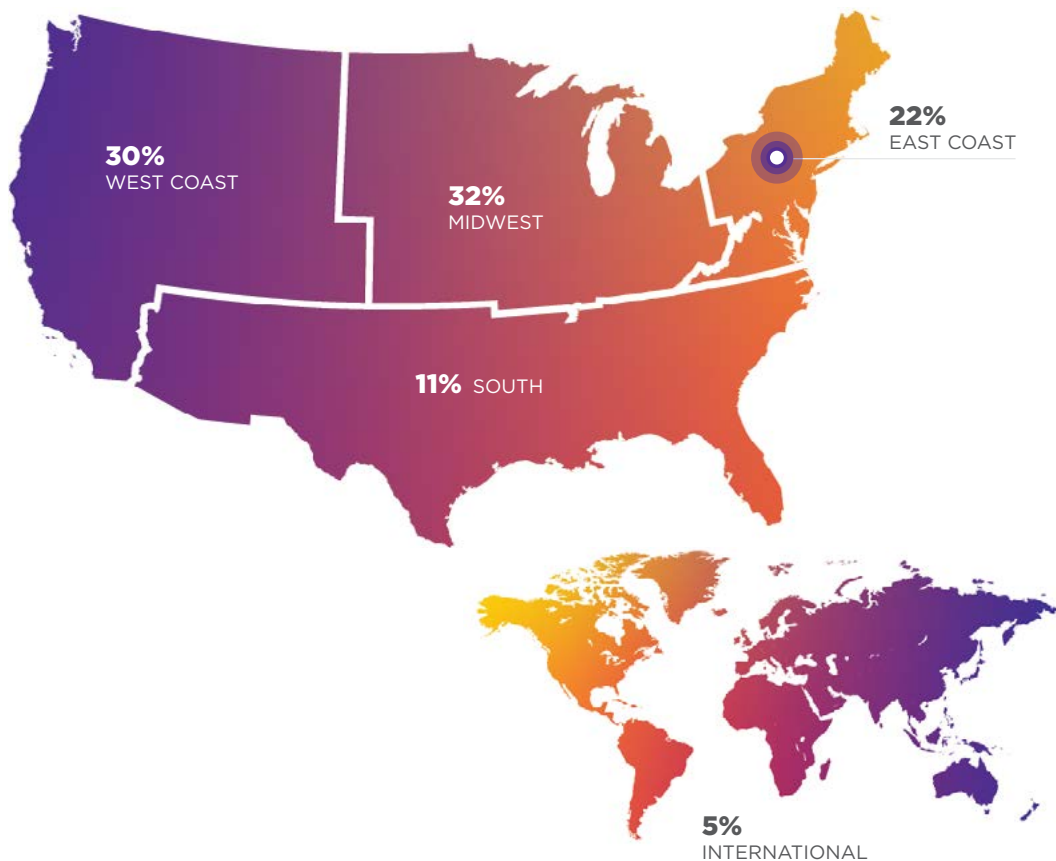 22%
EAST COAST
30%
WEST COAST
32%
MIDWEST
11% SOUTH
5%
INTERNATIONAL